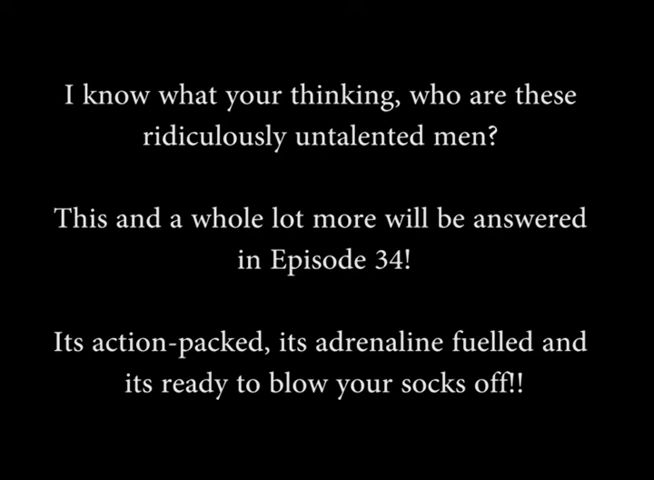 I know what your thinking, who are these
ridiculously untalented men?
This and a whole lot more will be answered
in Episode 34!
Its action-packed, its adrenaline fuelled and
its ready to blow your socks off!!